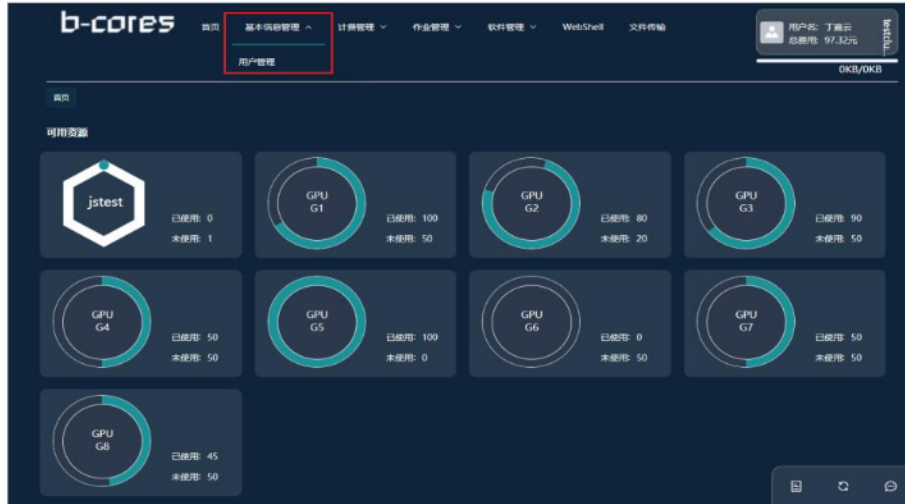 b-cores
首页 基本信息管理 计费管理 作业管理 软件管理 WebShell 文件传输
用户名: 丁嘉云
总费用: 97.32元
testclu...
用户管理
0KB/0KB
首页
可用资源
jstest
已使用: 0
未使用: 1
GPU
G1
已使用: 100
未使用: 50
GPU
G2
已使用: 80
未使用: 20
GPU
G3
已使用: 90
未使用: 50
GPU
G4
已使用: 50
未使用: 50
GPU
G5
已使用: 100
未使用: 0
GPU
G6
已使用: 0
未使用: 50
GPU
G7
已使用: 50
未使用: 50
GPU
G8
已使用: 45
未使用: 50